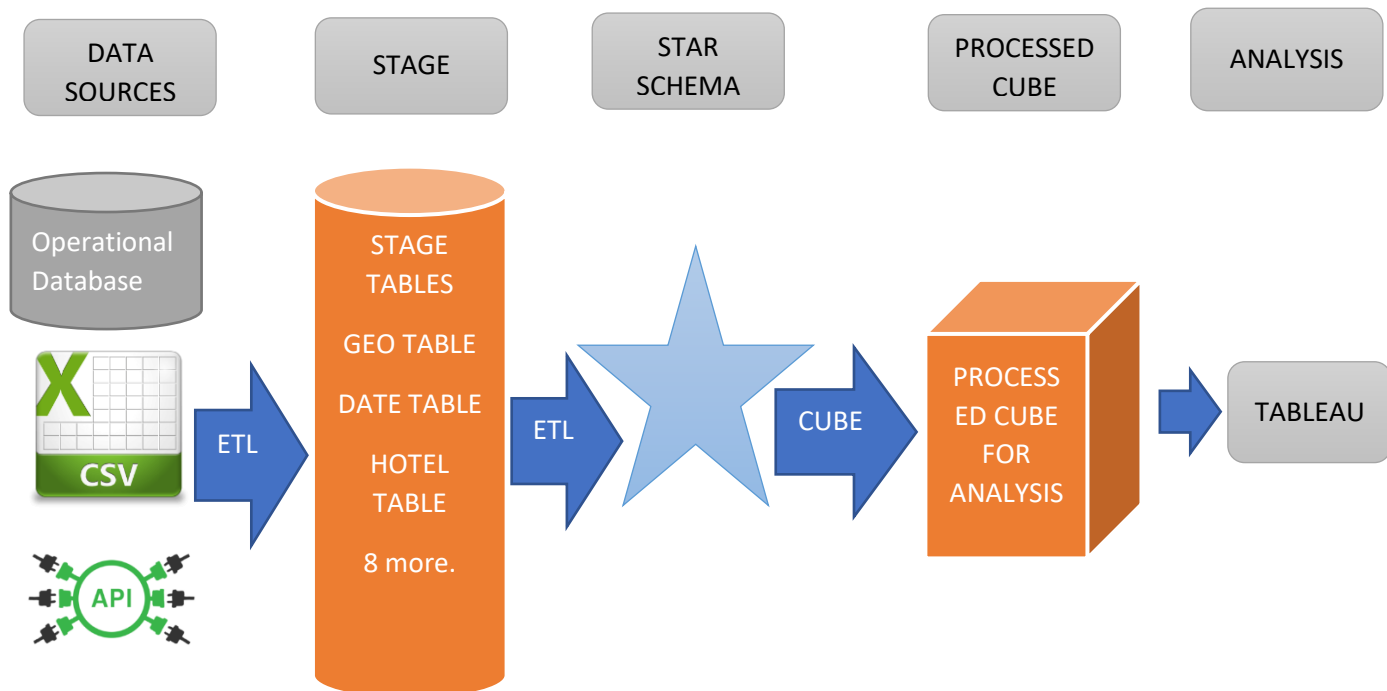 DATA
SOURCES
STAGE
STAR
SCHEMA
PROCESSED
CUBE
ANALYSIS
Operational
Database
X
CSV
API
ETL
STAGE
TABLES
GEO TABLE
DATE TABLE
HOTEL
TABLE
8 more.
ETL
CUBE
PROCESS
ED CUBE
FOR
ANALYSIS
TABLEAU